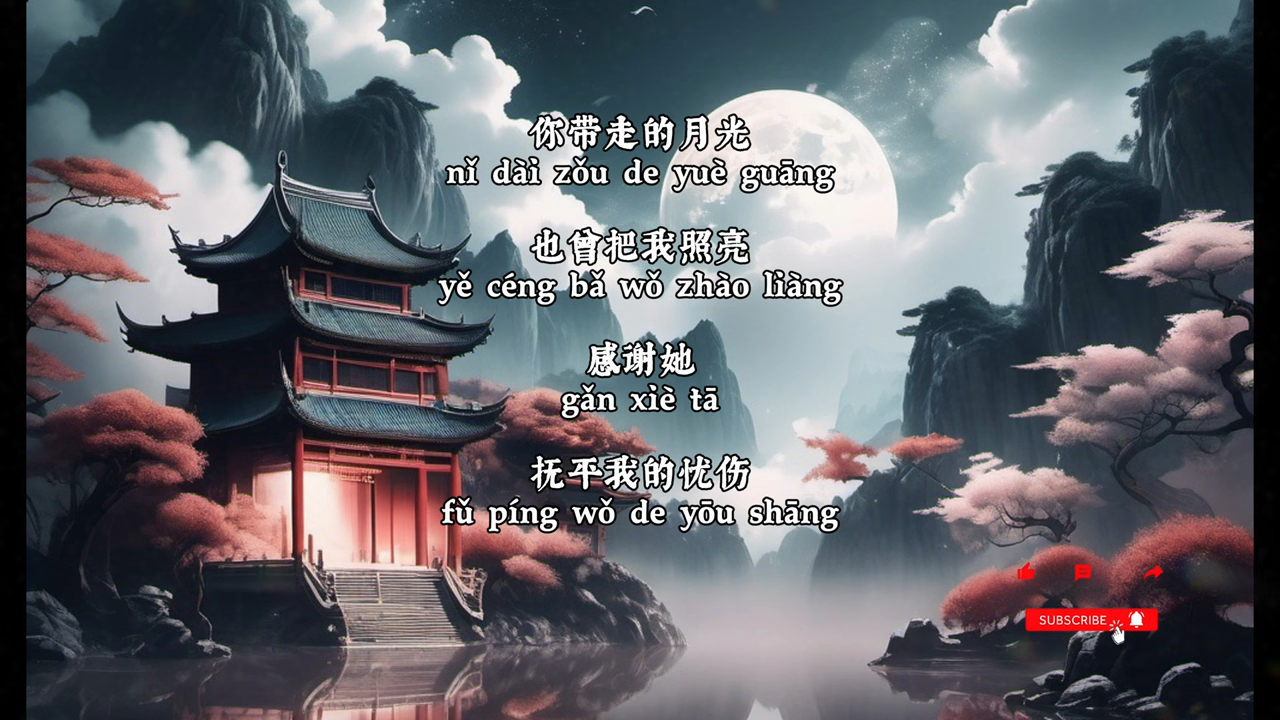 你带走的月光
nǐ dài zǒu de yuè guāng
也曾把我照亮
yě céng bǎ wǒ zhào liàng
感谢她
gǎn xiè tā
抚平我的忧伤
fǔ píng wǒ de yōu shāng
SUBSCRIBE